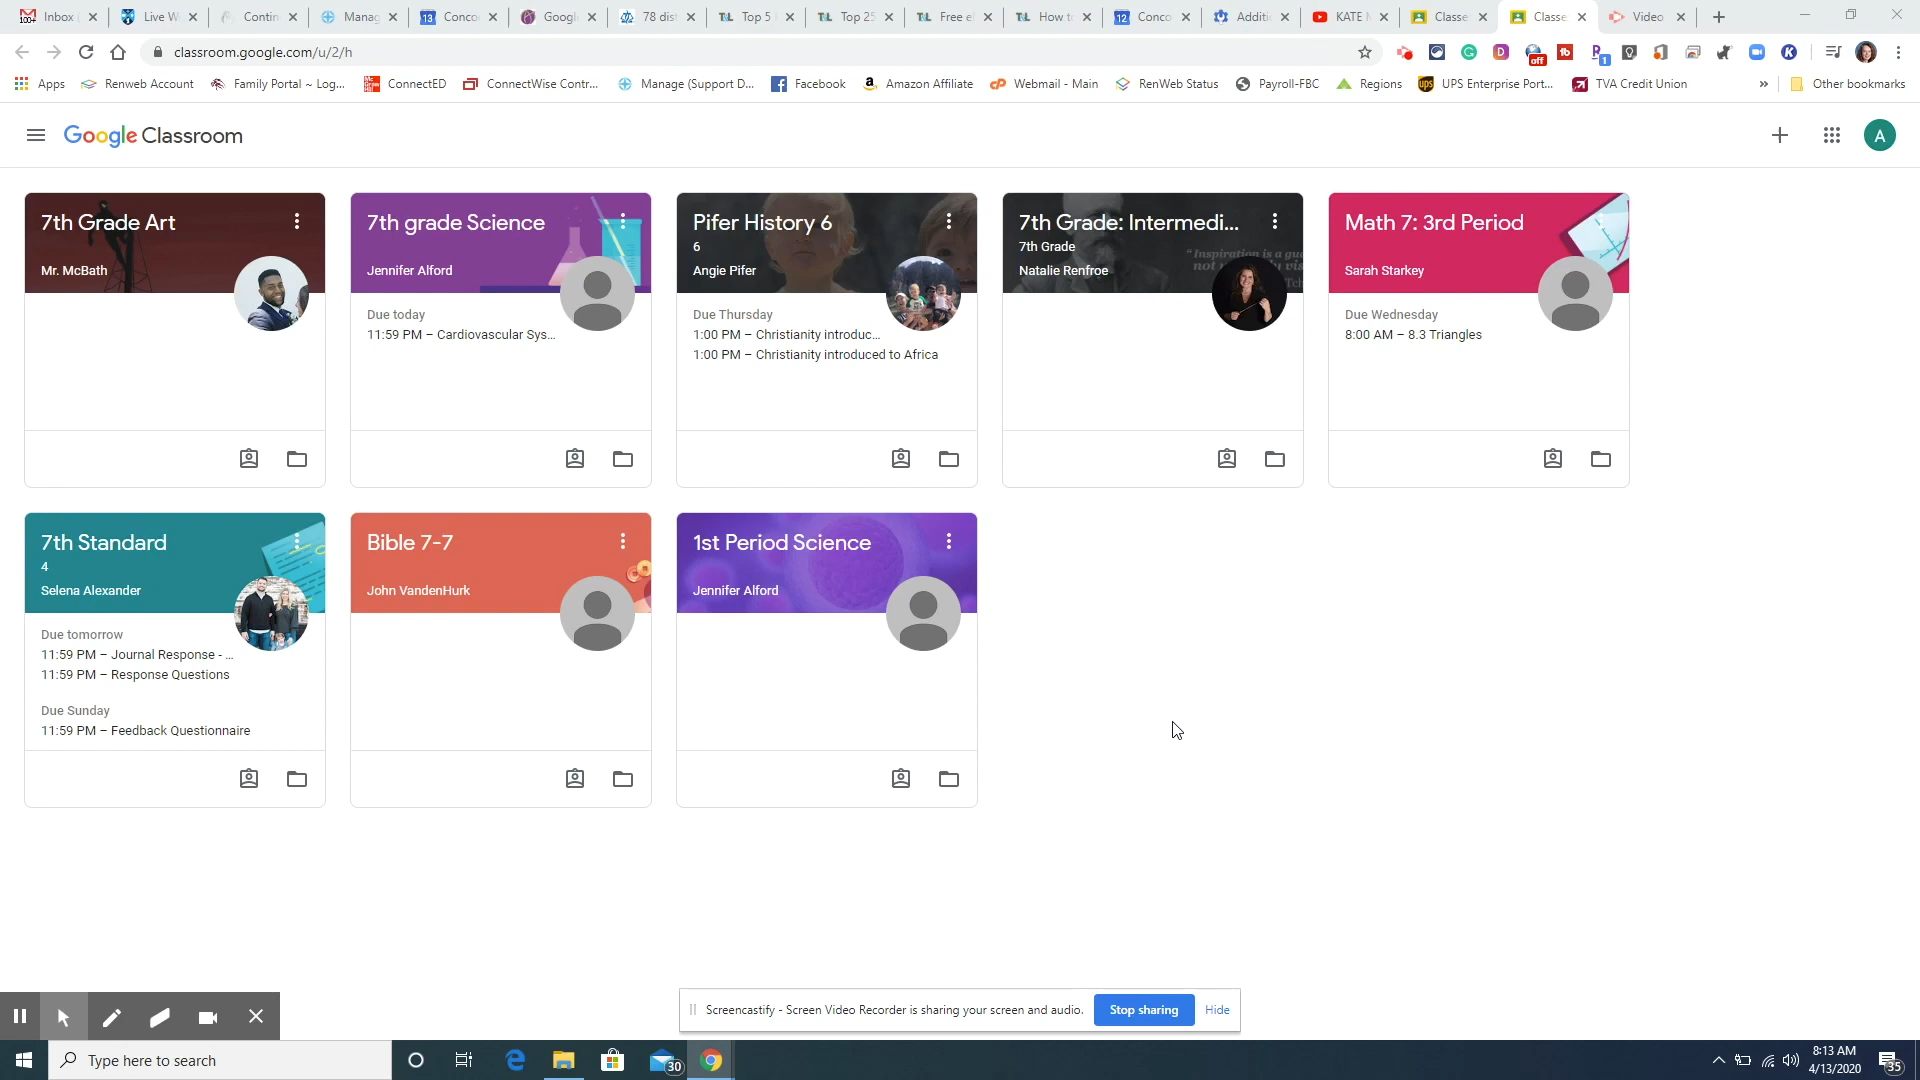 Inbox (
Live W
Contin
Manag
Conco
Googl
78 dis
Top 5
Top 25
Free e
How t
Conco
Additi
KATE
Classe
Classe
Video
classroom.google.com/u/2/h
Apps
Renweb Account
Family Portal ~ Log...
ConnectED
ConnectWise Contr...
Manage (Support D...
Facebook
Amazon Affiliate
Webmail - Main
RenWeb Status
Payroll-FBC
Regions
UPS Enterprise Port...
TVA Credit Union
»
Other bookmarks
Google Classroom
A
7th Grade Art
Mr. McBath
7th grade Science
Jennifer Alford
Due today
11:59 PM – Cardiovascular Sys...
Pifer History 6
6
Angie Pifer
Due Thursday
1:00 PM – Christianity introduc...
1:00 PM – Christianity introduced to Africa
7th Grade: Intermedi...
7th Grade
Natalie Renfroe
Math 7: 3rd Period
Sarah Starkey
Due Wednesday
8:00 AM – 8.3 Triangles
7th Standard
4
Selena Alexander
Due tomorrow
11:59 PM – Journal Response - ...
11:59 PM – Response Questions
Due Sunday
11:59 PM – Feedback Questionnaire
Bible 7-7
John VandenHurk
1st Period Science
Jennifer Alford
Screencastify - Screen Video Recorder is sharing your screen and audio.
Stop sharing
Hide
Type here to search
30
8:13 AM
4/13/2020
35